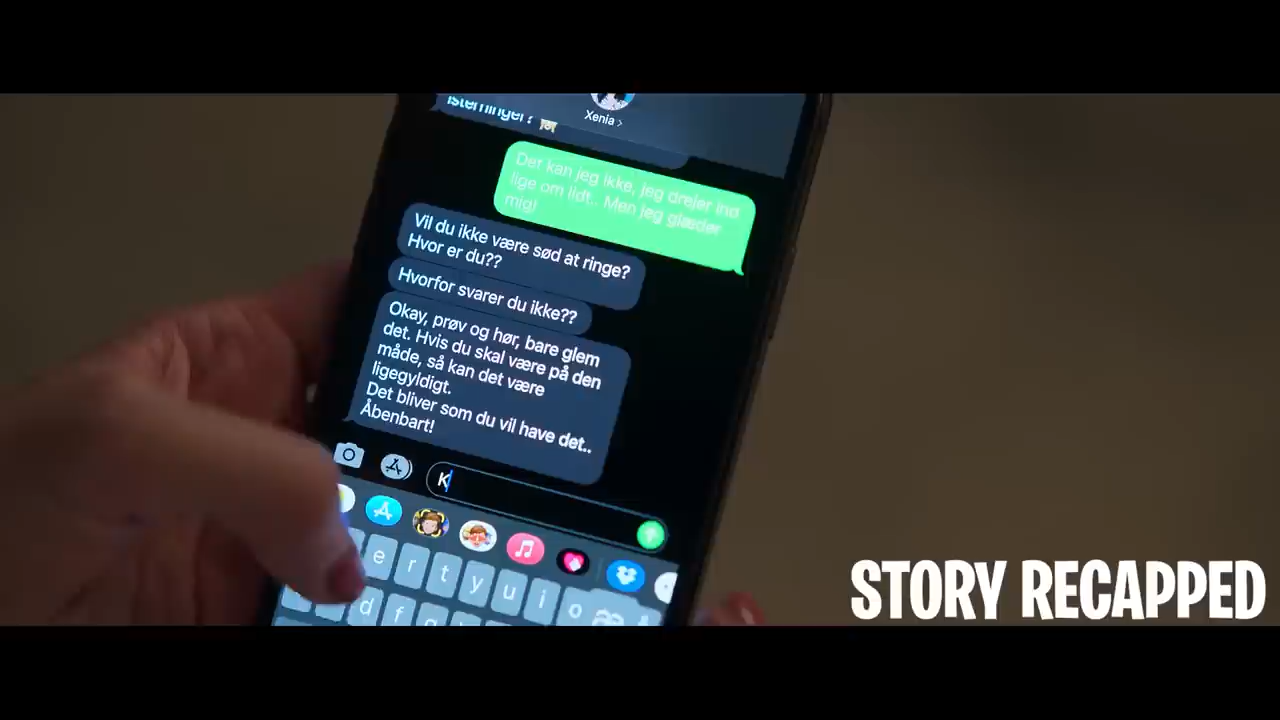 isterninger?
Xenia >
Det kan jeg ikke, jeg drejer ind
lige om lidt.. Men jeg glæder
mig!
Vil du ikke være sød at ringe?
Hvor er du??
Hvorfor svarer du ikke??
Okay, prøv og hør, bare glem
det. Hvis du skal være på den
måde, så kan det være
ligegyldigt.
Det bliver som du vil have det..
Åbenbart!
K
e r t y u i o
d f g æ
STORY RECAPPED